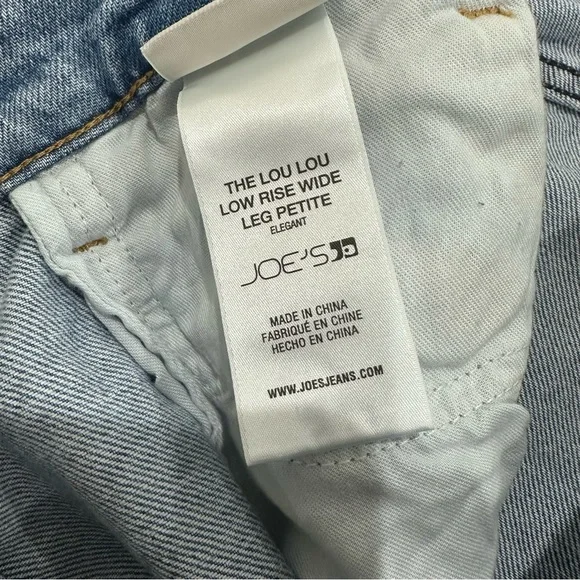 THE LOU LOU
LOW RISE WIDE
LEG PETITE
ELEGANT
JOE'S
MADE IN CHINA
FABRIQUÉ EN CHINE
HECHO EN CHINA
WWW.JOESJEANS.COM